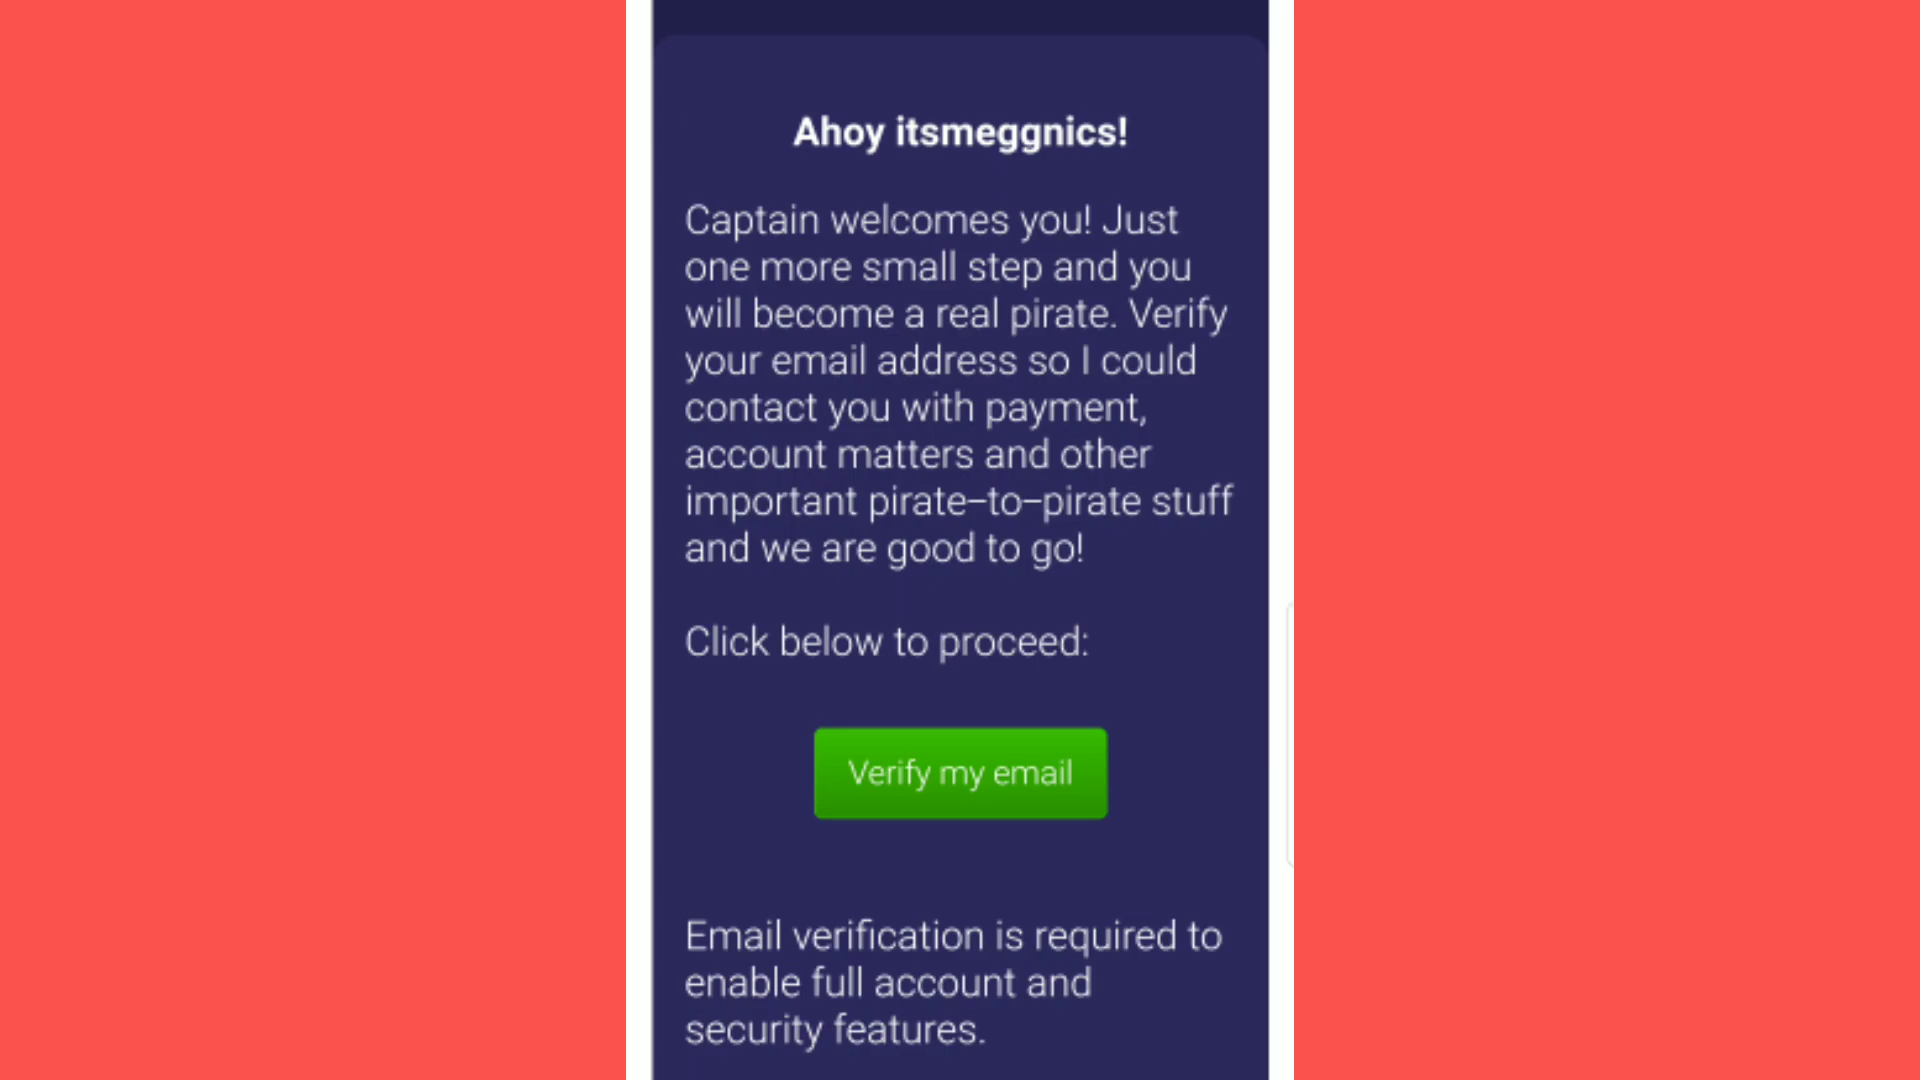 Ahoy itsmeggnics!
Captain welcomes you! Just
one more small step and you
will become a real pirate. Verify
your email address so I could
contact you with payment,
account matters and other
important pirate–to–pirate stuff
and we are good to go!
Click below to proceed:
Verify my email
Email verification is required to
enable full account and
security features.